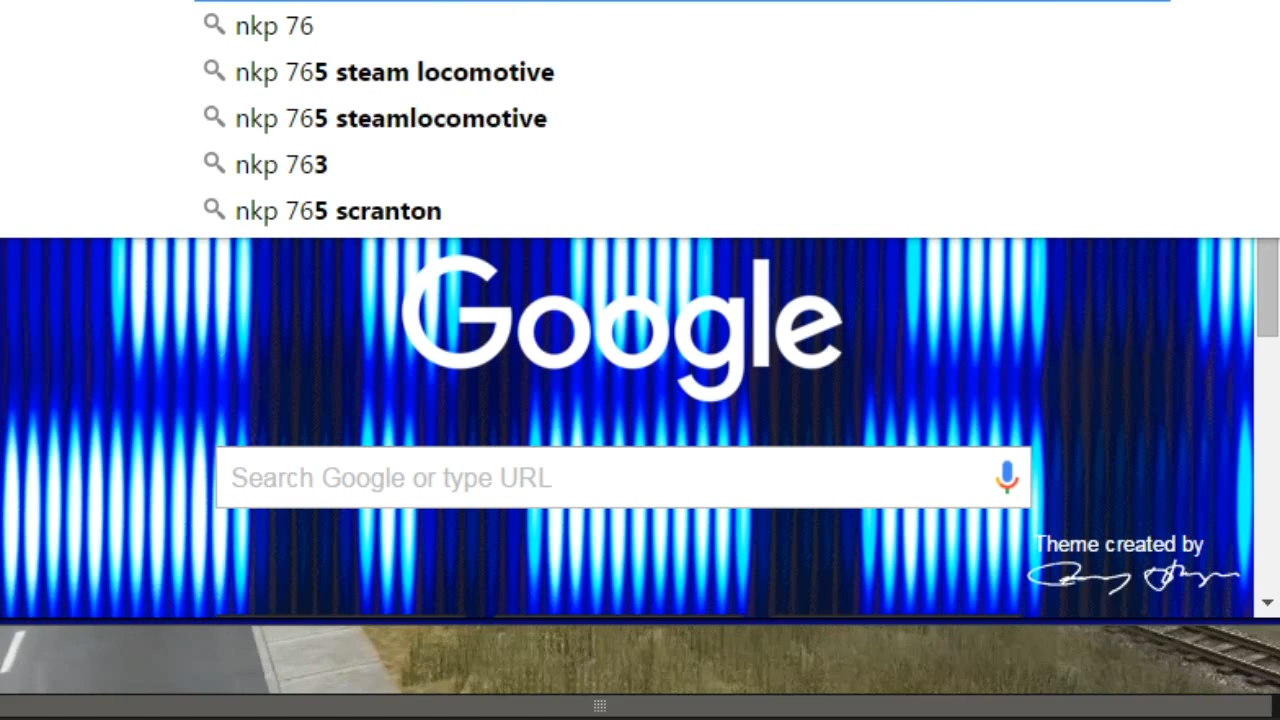 nkp 76
nkp 765 steam locomotive
nkp 765 steamlocomotive
nkp 763
nkp 765 scranton
Google
Search Google or type URL
Theme created by